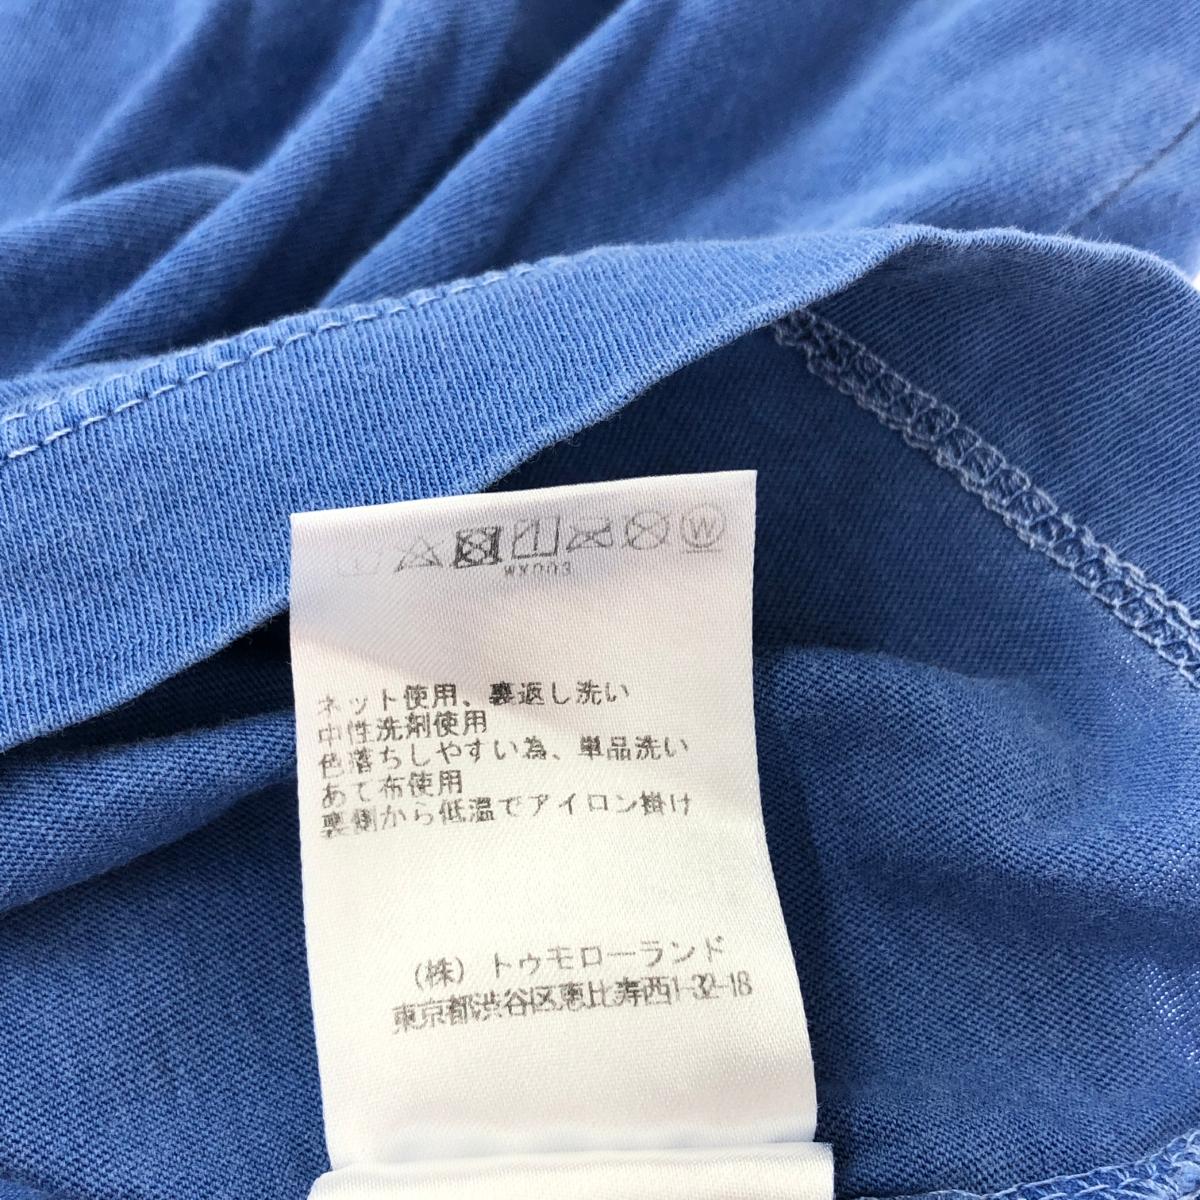 W
WX003
ネット使用、裏返し洗い
中性洗剤使用
色落ちしやすい為、単品洗い
あて布使用
裏側から低温でアイロン掛け
(株) トゥモローランド
東京都渋谷区恵比寿西1-32-18